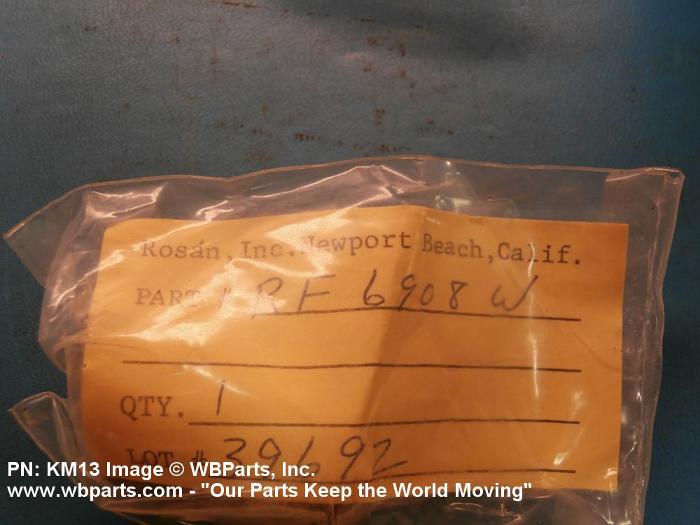 Rosán, Inc. Newport Beach, Calif.
PART RF 6908 W
QTY. 1
LOT # 39692
PN: KM13 Image © WBParts, Inc.
www.wbparts.com - "Our Parts Keep the World Moving"